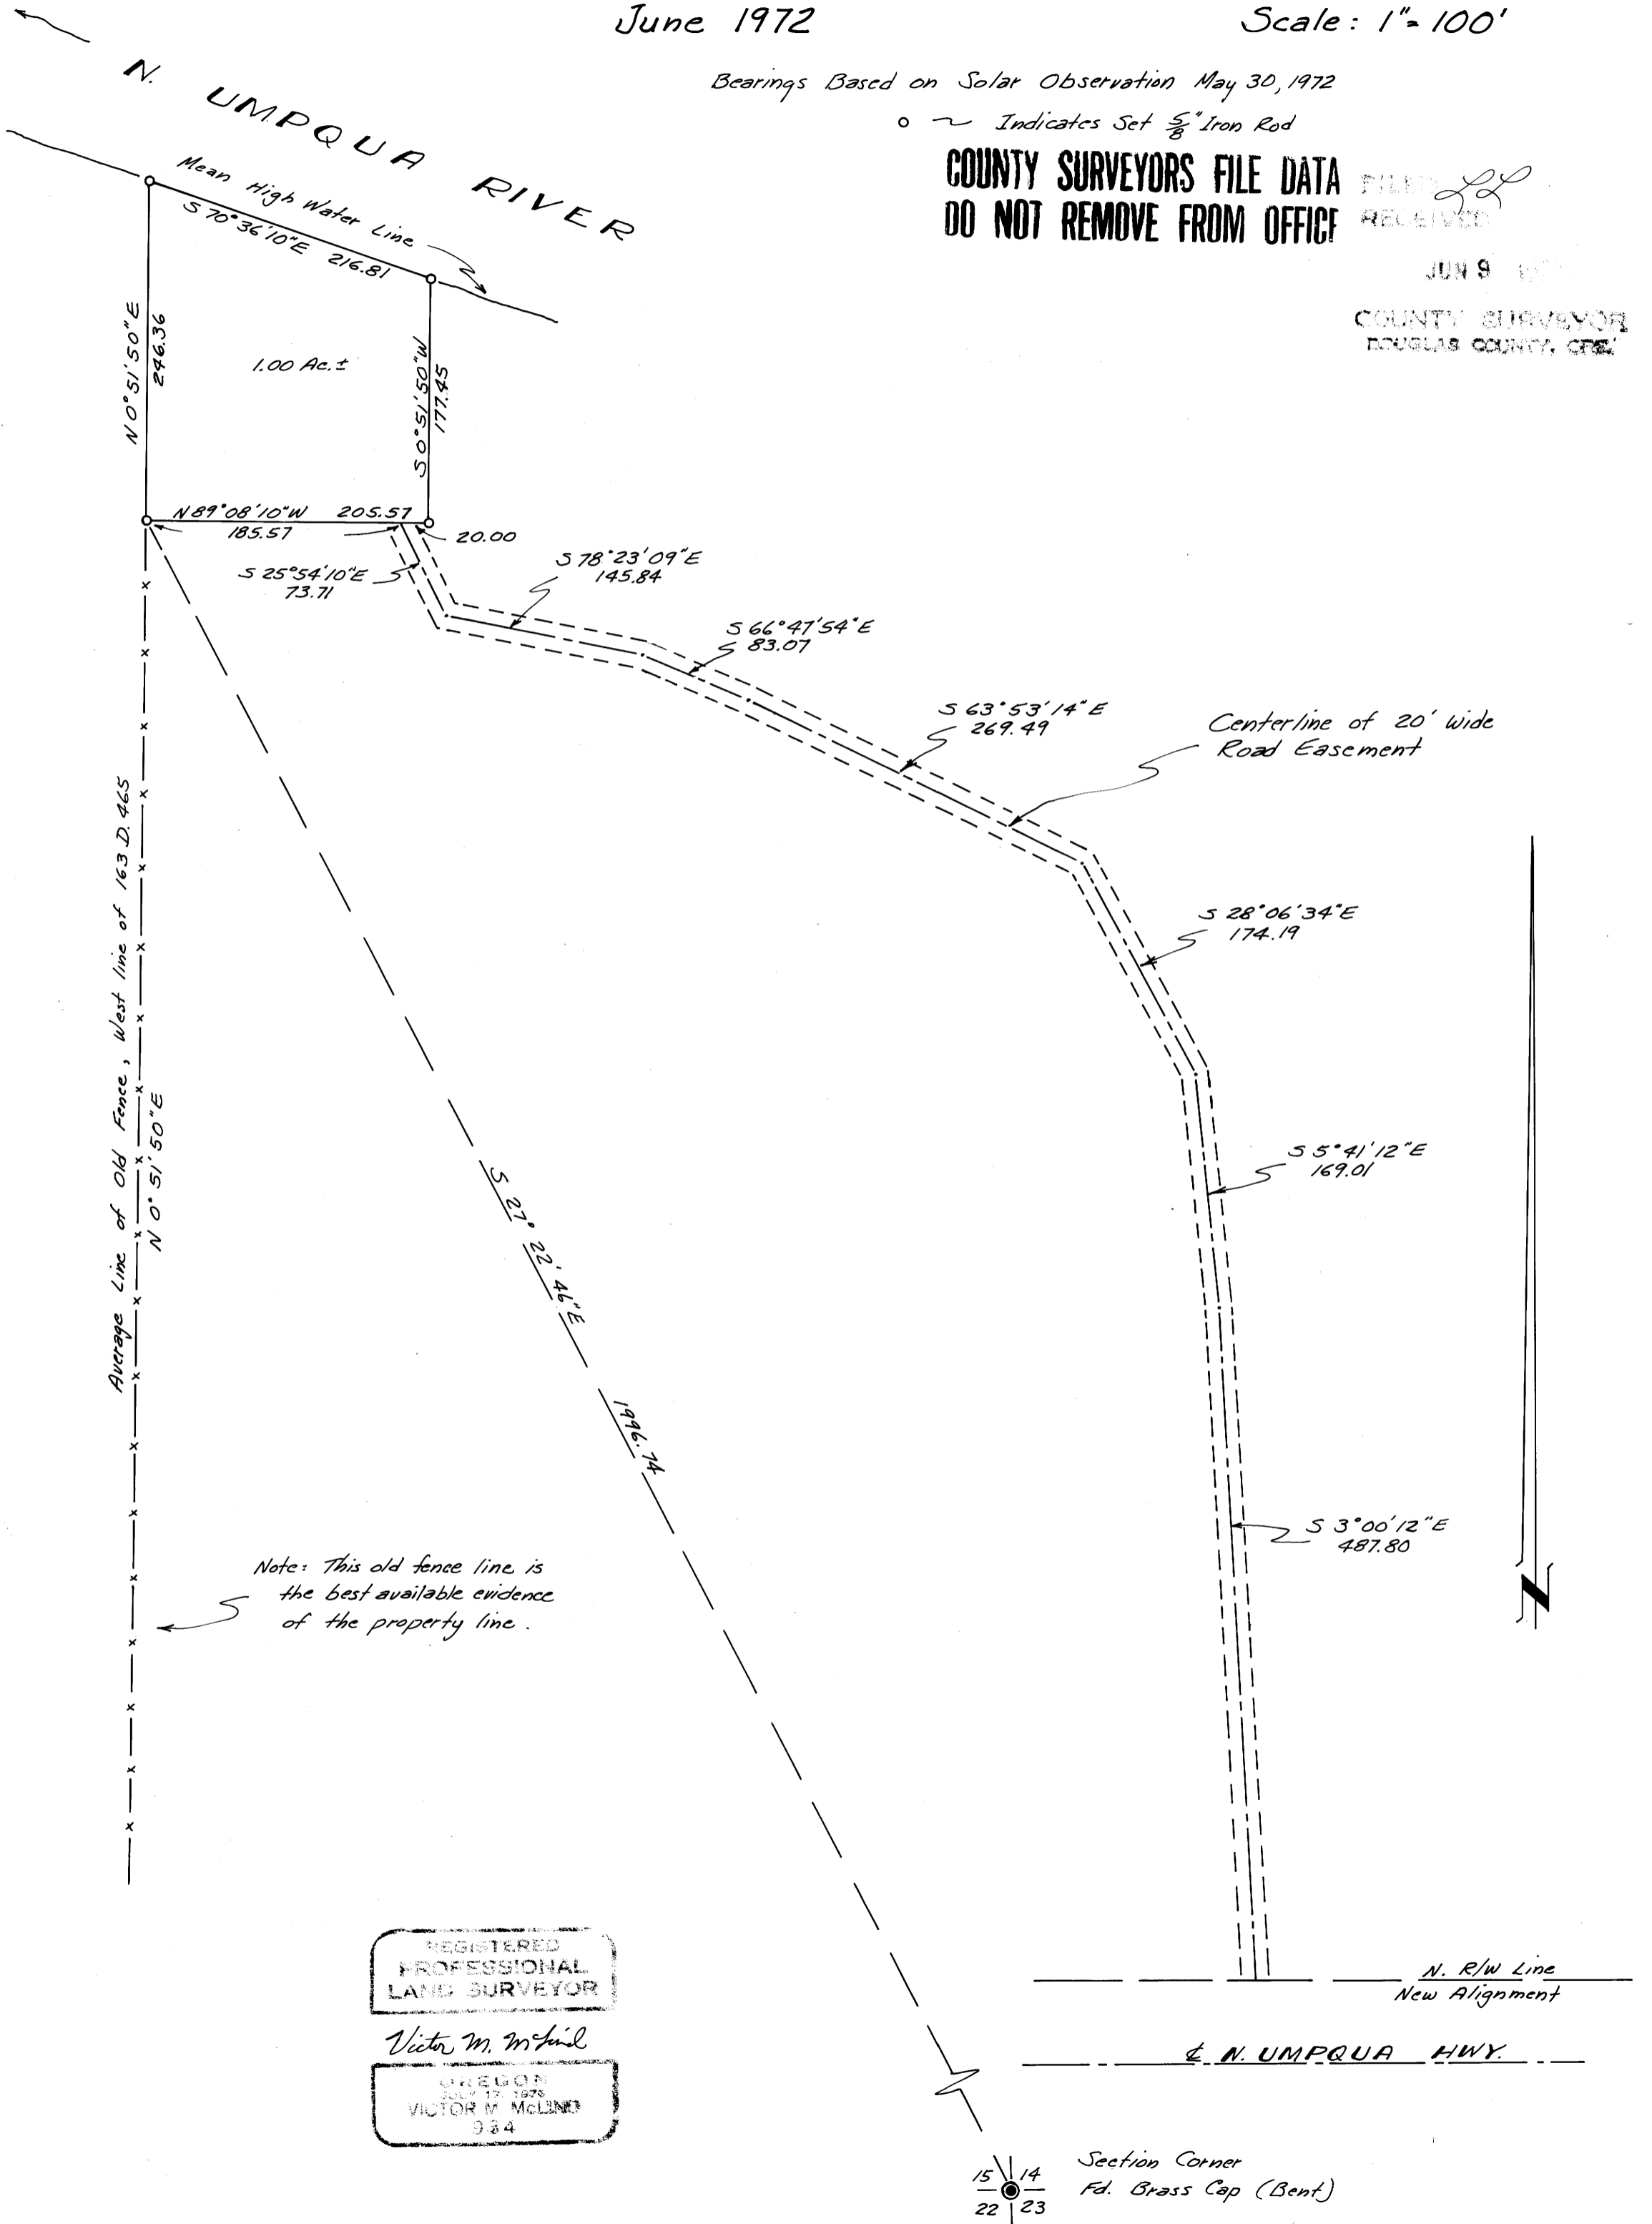 June 1972
Scale: 1"=100'
Bearings Based on Solar Observation May 30, 1972
o ~ Indicates Set 5/8" Iron Rod
COUNTY SURVEYORS FILE DATA
DO NOT REMOVE FROM OFFICE
FILED
RECEIVED
JUN 9
COUNTY SURVEYOR
DOUGLAS COUNTY, ORE.
N. UMPQUA RIVER
Mean High Water Line
S 70°36'10"E 216.81
N 0°51'50"E
246.36
1.00 Ac.±
S 0°51'50"W
177.45
N 89°08'10"W 205.57
185.57
20.00
S 25°54'10"E
73.71
S 78°23'09"E
145.84
S 66°47'54"E
83.07
S 63°53'14"E
269.49
Centerline of 20' wide
Road Easement
S 28°06'34"E
174.19
S 5°41'12"E
169.01
S 3°00'12"E
487.80
Average Line of Old Fence, West line of 163 D. 465
N 0°51'50"E
S 27°22'46"E
1996.74
Note: This old fence line is
the best available evidence
of the property line.
N
REGISTERED
PROFESSIONAL
LAND SURVEYOR
Victor M. McLind
OREGON
JULY 17, 1970
VICTOR M. McLIND
934
N. R/W Line
New Alignment
℄ N. UMPQUA HWY.
15 14
22 23
Section Corner
Fd. Brass Cap (Bent)